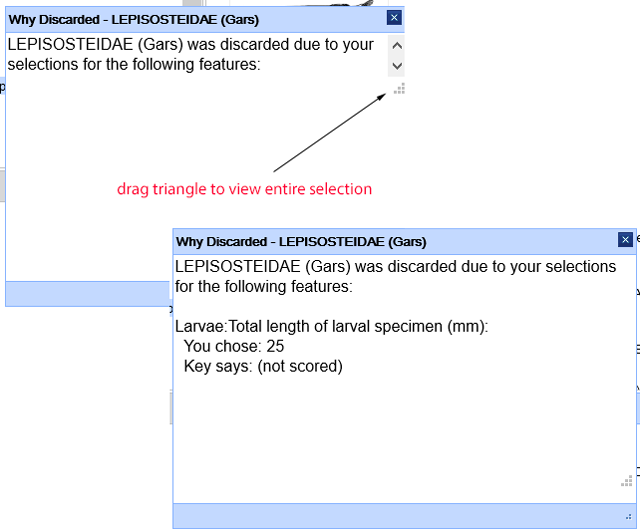 Why Discarded - LEPISOSTEIDAE (Gars)
LEPISOSTEIDAE (Gars) was discarded due to your
selections for the following features:
drag triangle to view entire selection
Why Discarded - LEPISOSTEIDAE (Gars)
LEPISOSTEIDAE (Gars) was discarded due to your selections
for the following features:
Larvae:Total length of larval specimen (mm):
You chose: 25
Key says: (not scored)